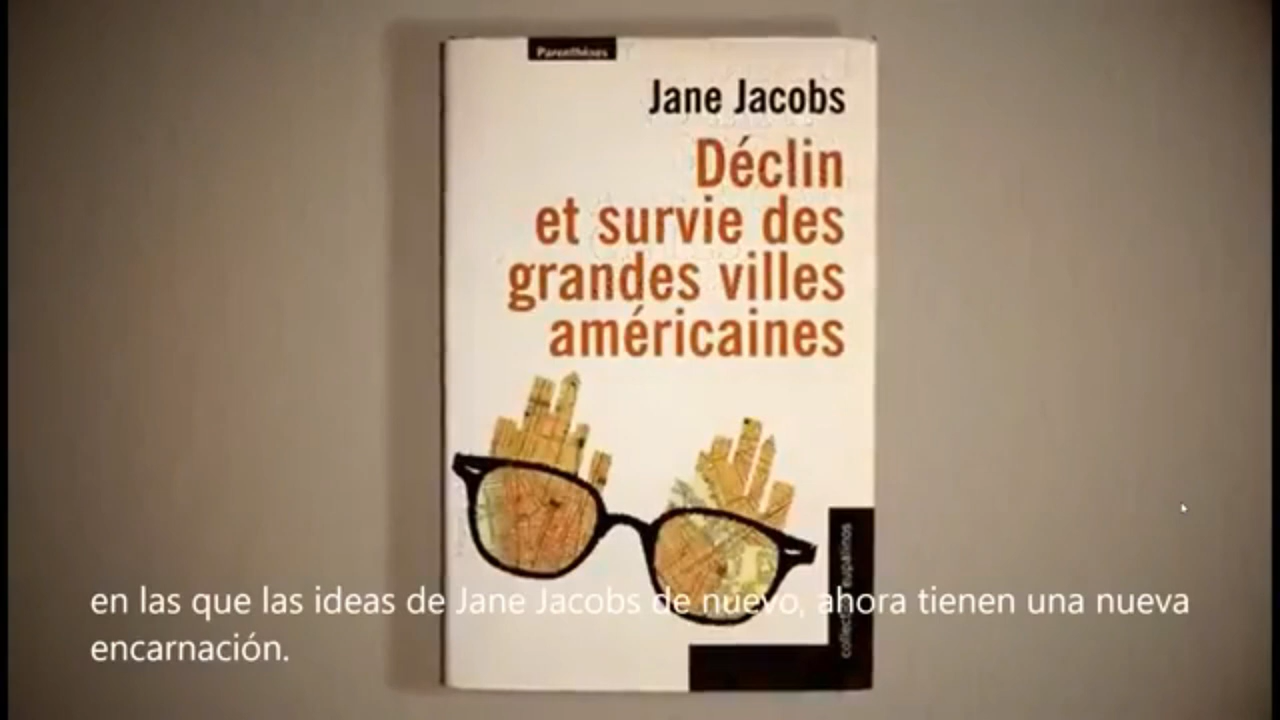 Parenthèses
Jane Jacobs
Déclin
et survie des
grandes villes
américaines
eupalinos
en las que las ideas de Jane Jacobs de nuevo, ahora tienen una nueva
encarnación.